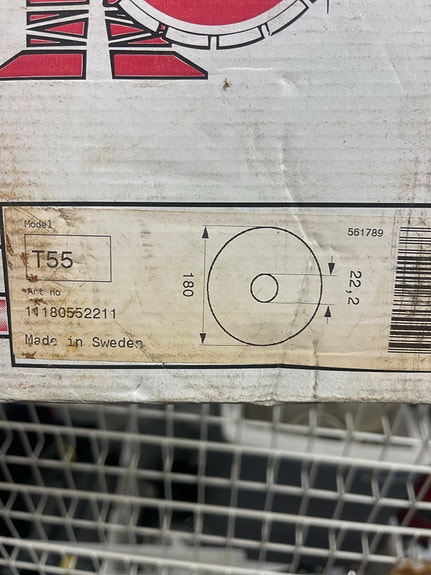 Model
561789
T55
Art no
11180552211
Made in Sweden
180
22,2